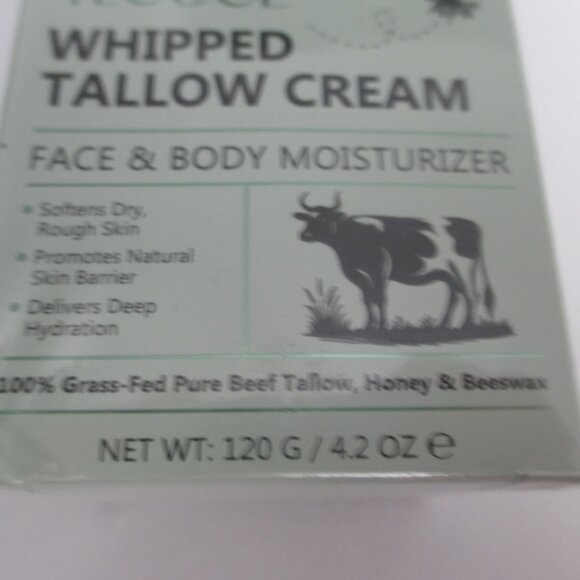 WHIPPED
TALLOW CREAM
FACE & BODY MOISTURIZER
• Softens Dry,
Rough Skin
• Promotes Natural
Skin Barrier
• Delivers Deep
Hydration
100% Grass-Fed Pure Beef Tallow, Honey & Beeswax
NET WT: 120 G / 4.2 OZ ℮